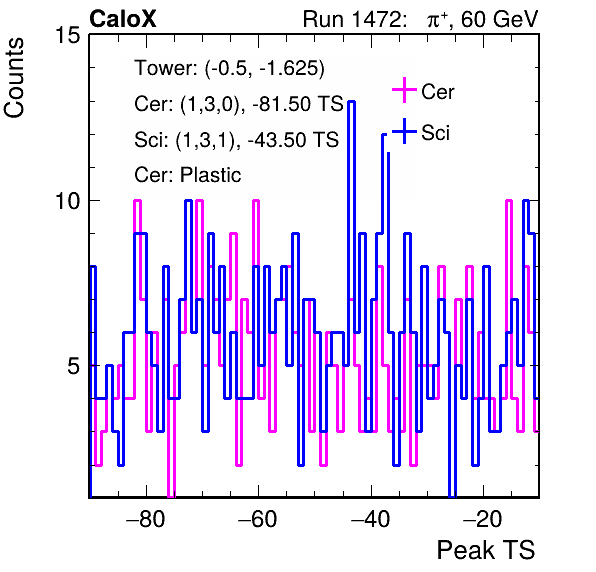 CaloX Run 1472: π⁺, 60 GeV
Counts
15
10
5
Tower: (-0.5, -1.625)
Cer: (1,3,0), -81.50 TS
Sci: (1,3,1), -43.50 TS
Cer: Plastic
Cer
Sci
−80 −60 −40 −20
Peak TS